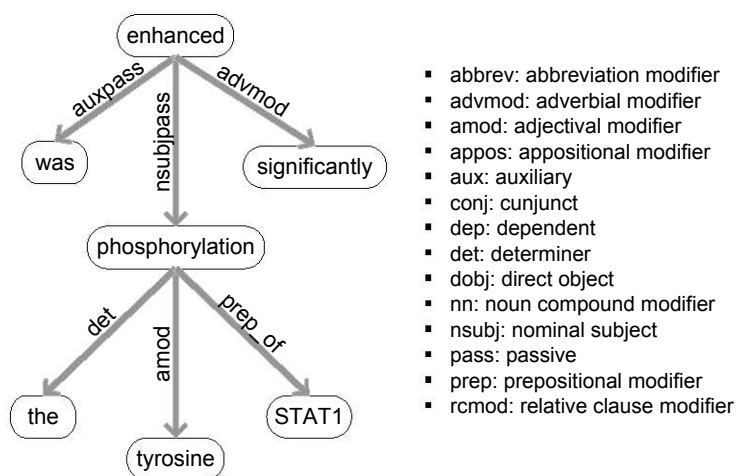 enhanced
auxpass
nsubjpass
advmod
was
significantly
phosphorylation
det
amod
prep_of
the
STAT1
tyrosine
▪ abbrev: abbreviation modifier
▪ advmod: adverbial modifier
▪ amod: adjectival modifier
▪ appos: appositional modifier
▪ aux: auxiliary
▪ conj: cunjunct
▪ dep: dependent
▪ det: determiner
▪ dobj: direct object
▪ nn: noun compound modifier
▪ nsubj: nominal subject
▪ pass: passive
▪ prep: prepositional modifier
▪ rcmod: relative clause modifier